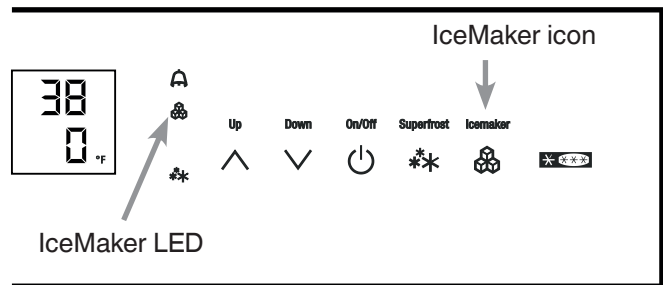 IceMaker icon
38
0 °F
Up Down On/Off Superfrost Icemaker
IceMaker LED